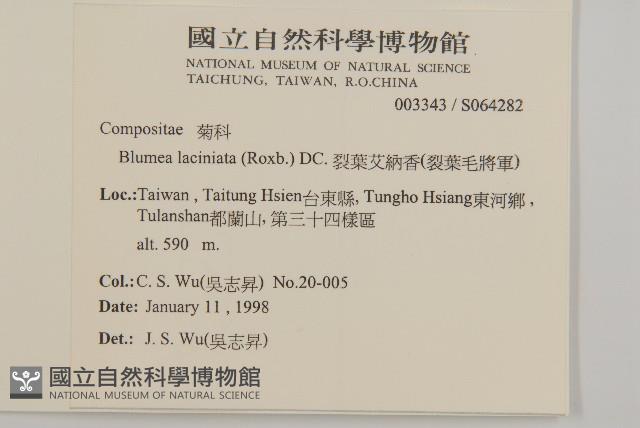 國立自然科學博物館
NATIONAL MUSEUM OF NATURAL SCIENCE
TAICHUNG, TAIWAN, R.O.CHINA
003343 / S064282
Compositae 菊科
Blumea laciniata (Roxb.) DC. 裂葉艾納香(裂葉毛將軍)
Loc.:Taiwan , Taitung Hsien台東縣, Tungho Hsiang東河鄉 ,
Tulanshan都蘭山, 第三十四樣區
alt. 590 m.
Col.: C. S. Wu(吳志昇) No.20-005
Date: January 11 , 1998
Det.: J. S. Wu(吳志昇)
國立自然科學博物館
NATIONAL MUSEUM OF NATURAL SCIENCE